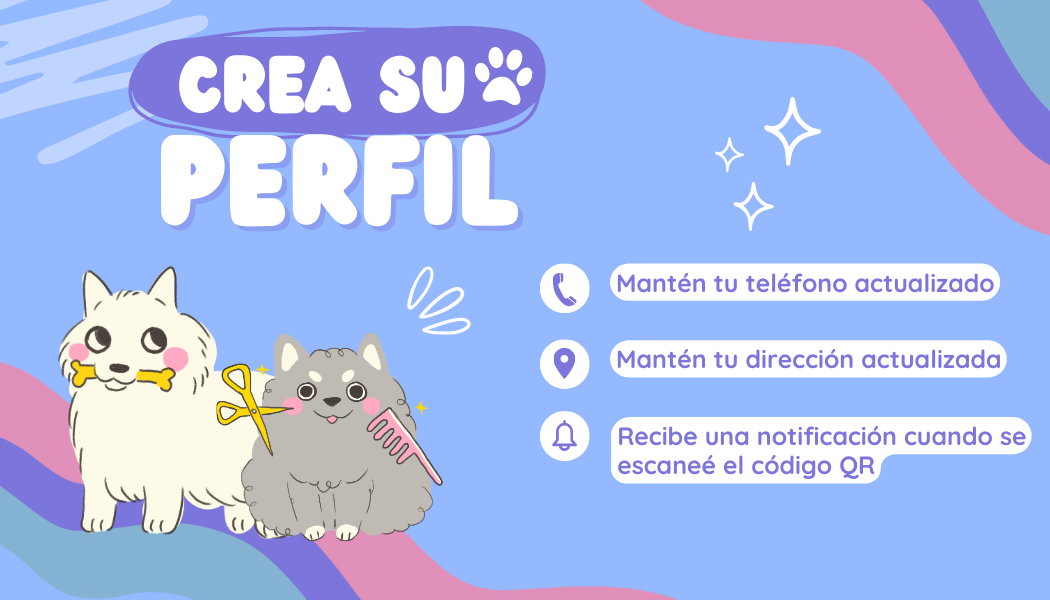 CREA SU
PERFIL
Mantén tu teléfono actualizado
Mantén tu dirección actualizada
Recibe una notificación cuando se
escaneé el código QR